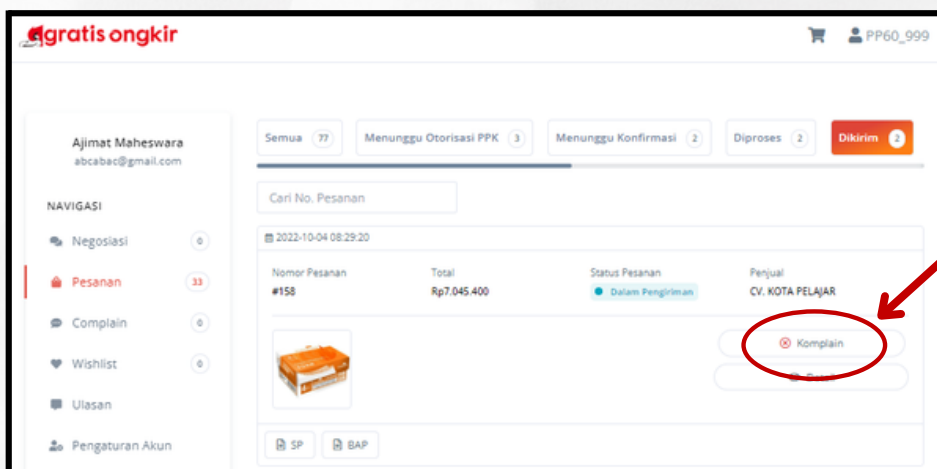 gratis ongkir
PP60_999
Ajimat Maheswara
abcabac@gmail.com
NAVIGASI
Negosiasi 0
Pesanan 33
Complain 0
Wishlist 0
Ulasan
Pengaturan Akun
Semua 77 Menunggu Otorisasi PPK 3 Menunggu Konfirmasi 2 Diproses 2 Dikirim 2
Cari No. Pesanan
2022-10-04 08:29:20
Nomor Pesanan Total Status Pesanan Penjual
#158 Rp7.045.400 Dalam Pengiriman CV. KOTA PELAJAR
Komplain
SP BAP